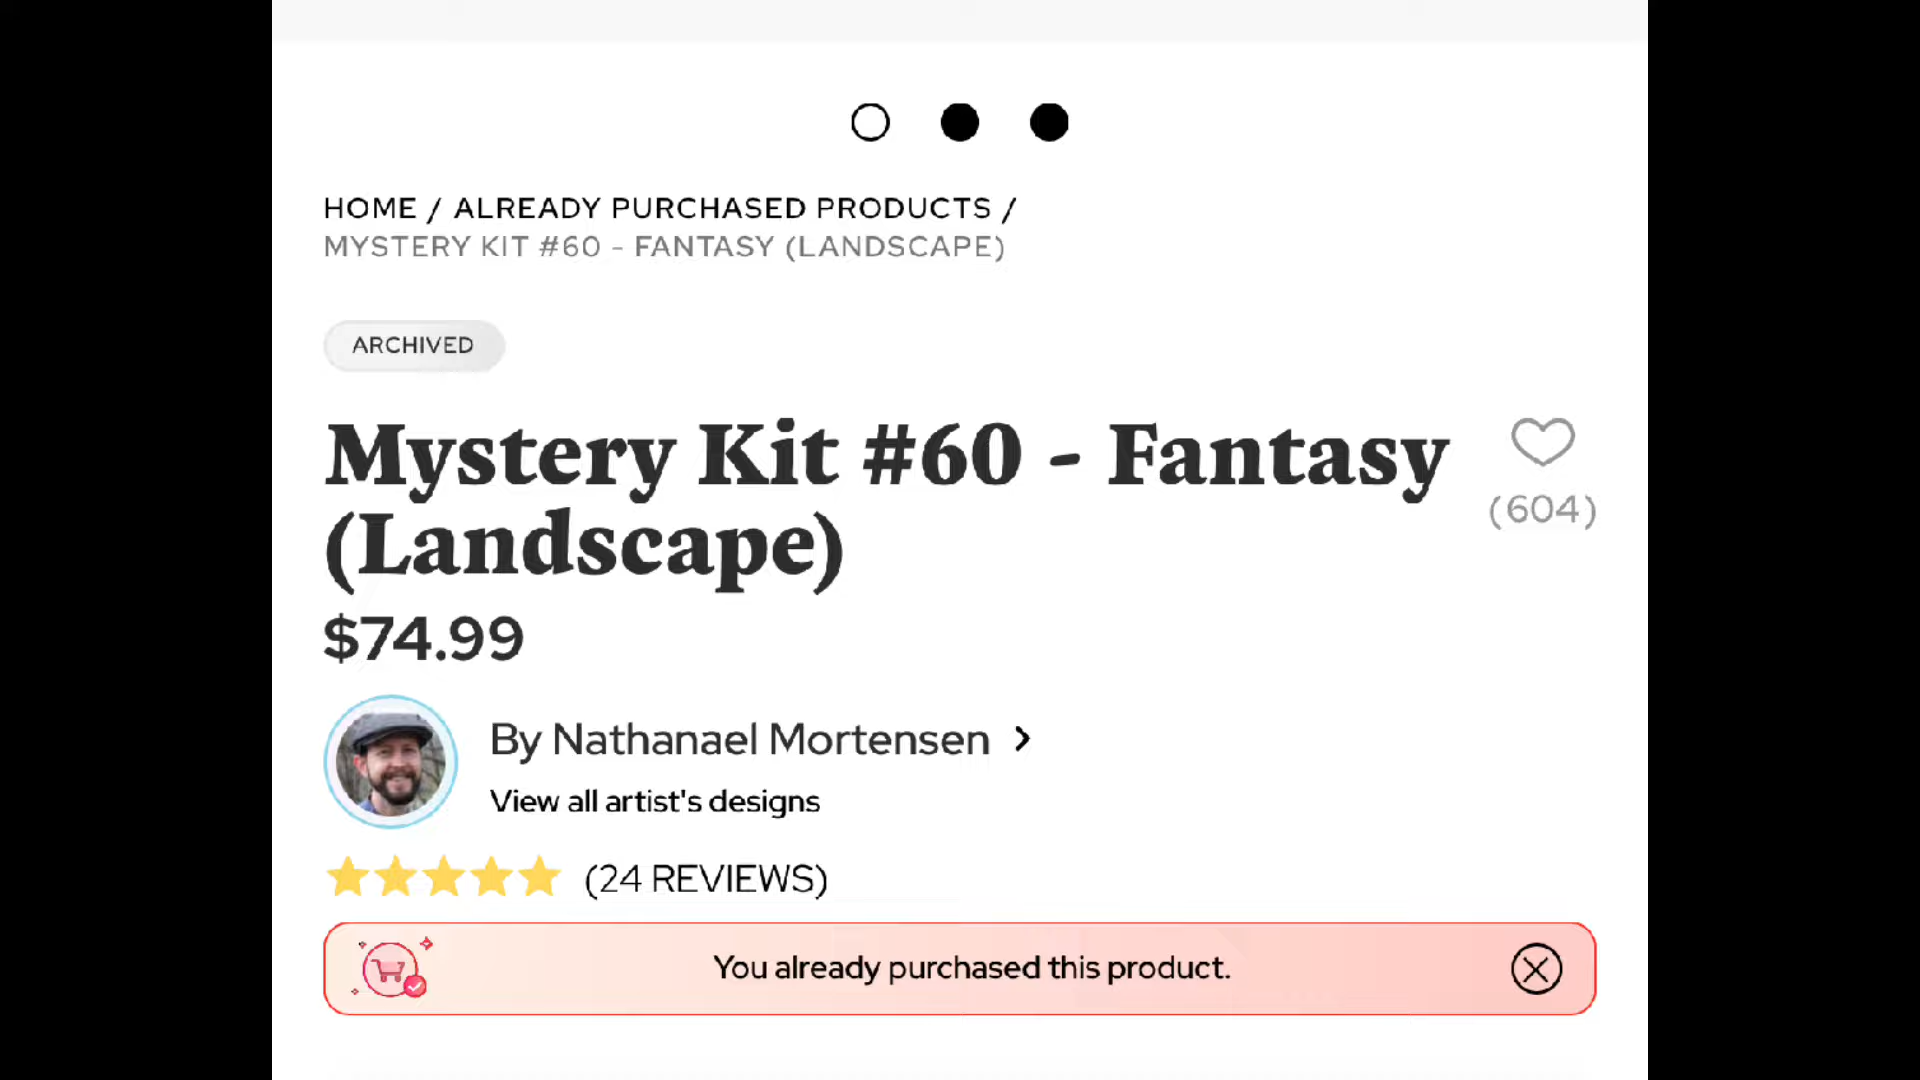 HOME / ALREADY PURCHASED PRODUCTS /
MYSTERY KIT #60 - FANTASY (LANDSCAPE)
ARCHIVED
Mystery Kit #60 - Fantasy
(Landscape)
(604)
$74.99
By Nathanael Mortensen
View all artist's designs
(24 REVIEWS)
You already purchased this product.